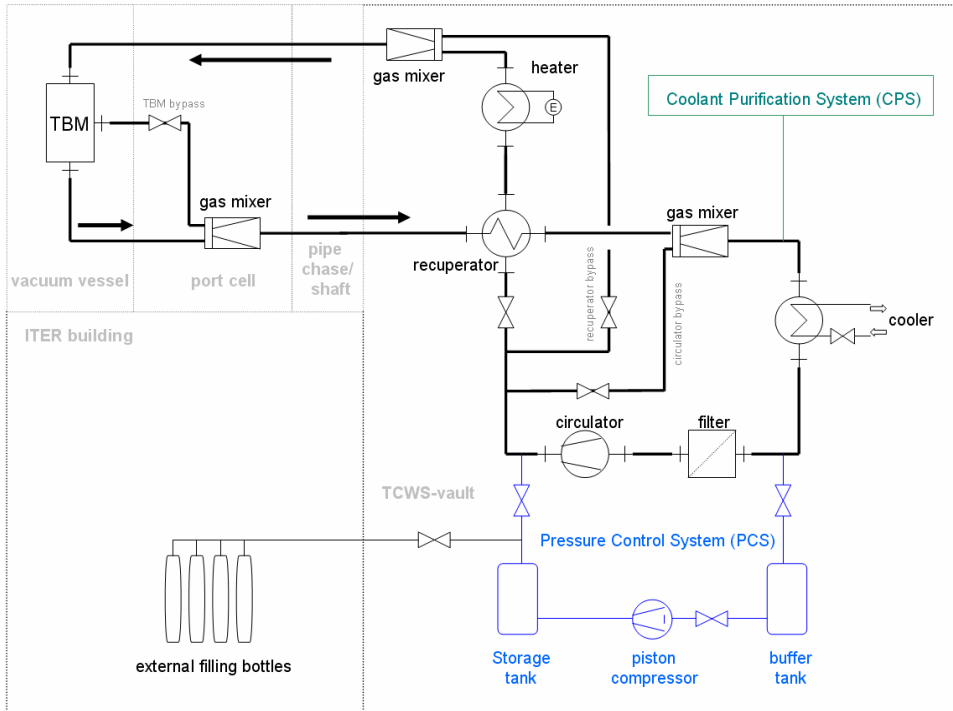 gas mixer
heater
E
Coolant Purification System (CPS)
TBM bypass
TBM
gas mixer
gas mixer
recuperator
vacuum vessel
port cell
pipe
chase/
shaft
recuperator bypass
circulator bypass
cooler
ITER building
circulator
filter
TCWS-vault
Pressure Control System (PCS)
external filling bottles
Storage
tank
piston
compressor
buffer
tank